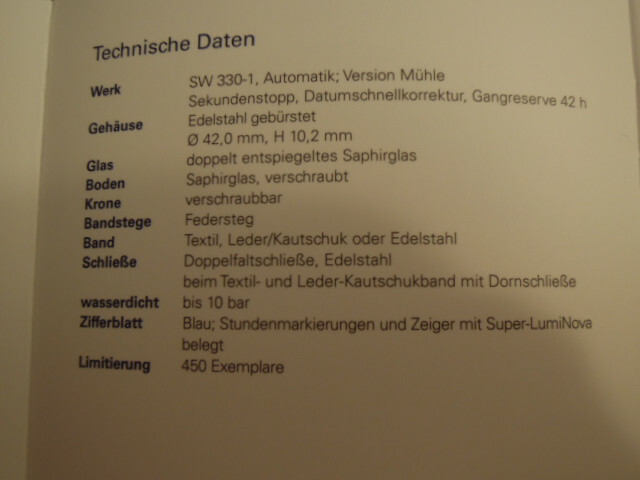 Technische Daten
Werk SW 330-1, Automatik; Version Mühle
Sekundenstopp, Datumschnellkorrektur, Gangreserve 42 h
Gehäuse Edelstahl gebürstet
Ø 42,0 mm, H 10,2 mm
Glas doppelt entspiegeltes Saphirglas
Boden Saphirglas, verschraubt
Krone verschraubbar
Bandstege Federsteg
Band Textil, Leder/Kautschuk oder Edelstahl
Schließe Doppelfaltschließe, Edelstahl
beim Textil- und Leder-Kautschukband mit Dornschließe
wasserdicht bis 10 bar
Zifferblatt Blau; Stundenmarkierungen und Zeiger mit Super-LumiNova
belegt
Limitierung 450 Exemplare